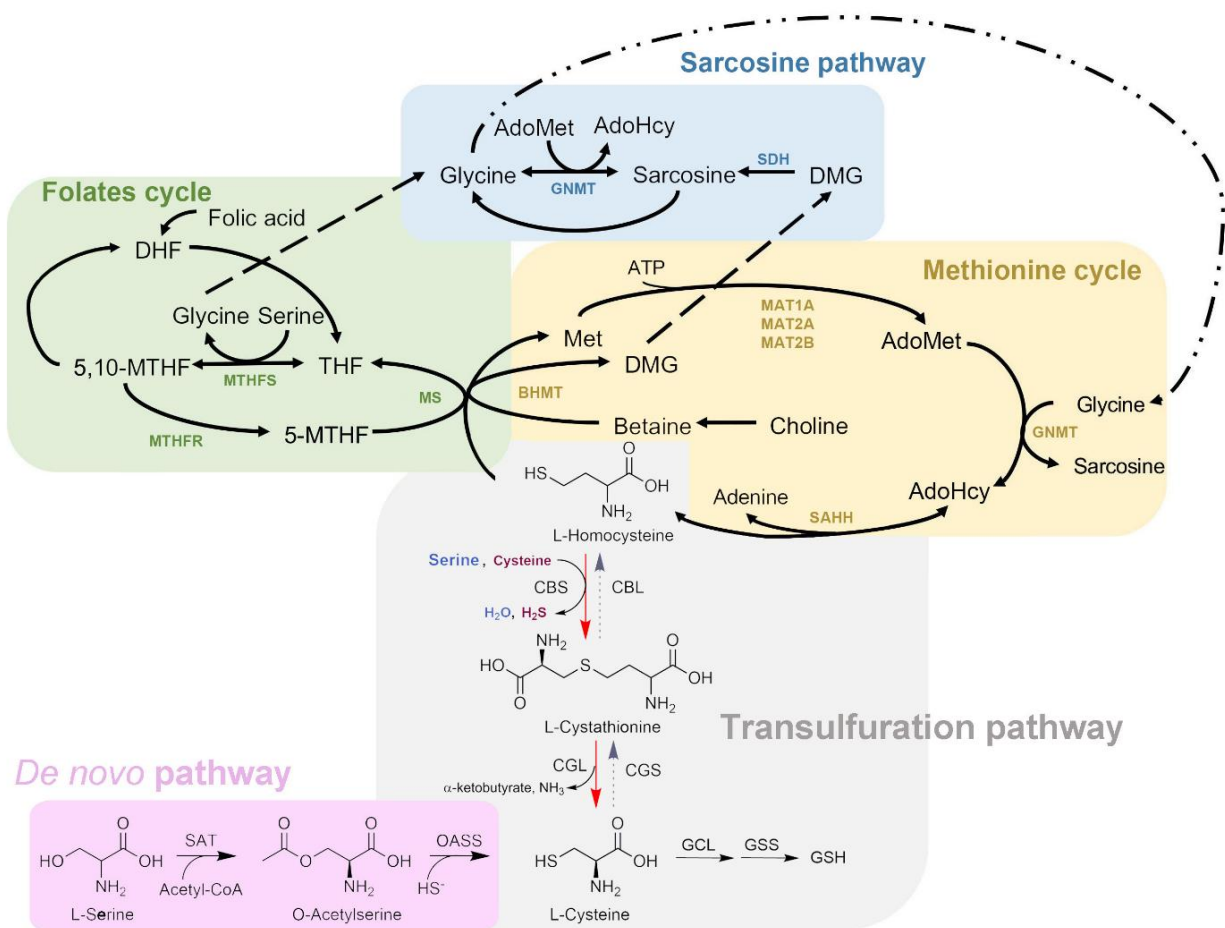 Sarcosine pathway
AdoMet AdoHcy
Glycine GNMT Sarcosine SDH DMG
Folates cycle
Folic acid
DHF
Glycine Serine
5,10-MTHF MTHFS THF
MTHFR 5-MTHF MS
Methionine cycle
ATP
MAT1A
MAT2A
MAT2B
Met AdoMet
DMG
BHMT
Betaine Choline
Glycine
GNMT
Sarcosine
AdoHcy
Adenine
SAHH
HS O OH NH2
L-Homocysteine
Serine, Cysteine
CBS CBL
H2O, H2S
NH2
HO O S O OH
NH2
L-Cystathionine
Transulfuration pathway
CGL CGS
α-ketobutyrate, NH3
De novo pathway
HO O OH NH2
L-Serine
SAT
Acetyl-CoA
O O O OH NH2
O-Acetylserine
OASS
HS-
HS O OH NH2
L-Cysteine
GCL GSS GSH